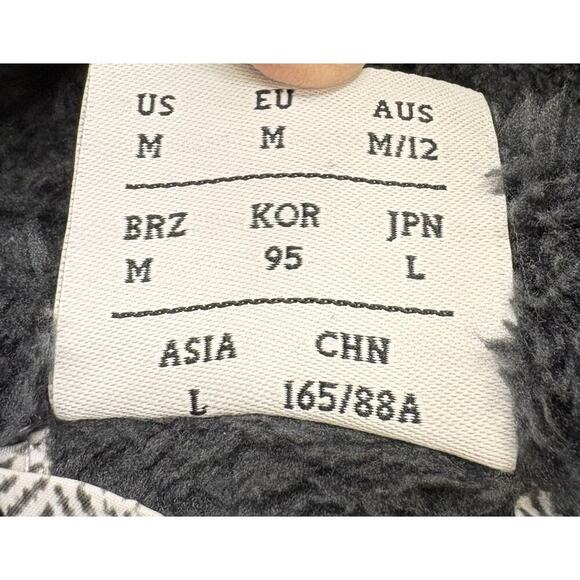 US EU AUS
M M M/12
BRZ KOR JPN
M 95 L
ASIA CHN
L 165/88A